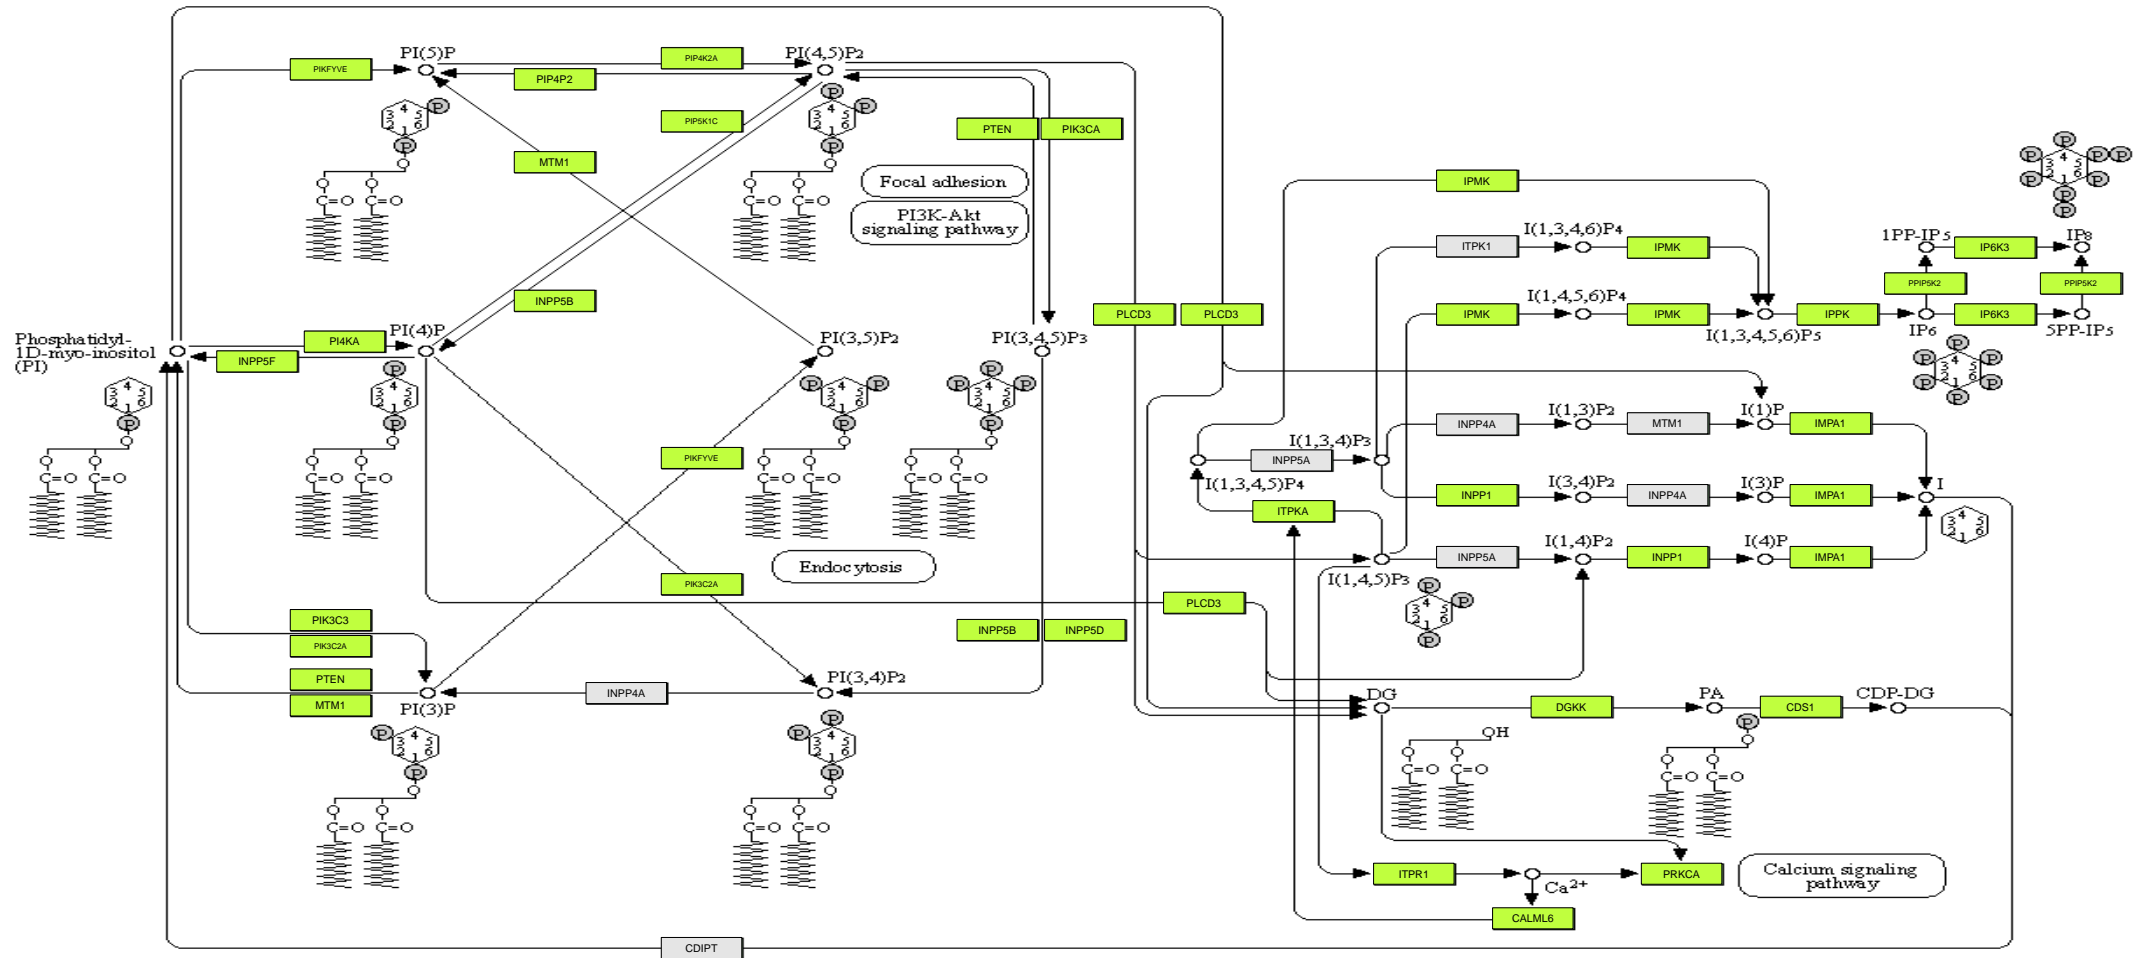 PI(5)P
PIKFYVE
PIP4K2A
PIP4P2
PI(4,5)P2
PIP5K1C
MTM1
PTEN
PIK3CA
Focal adhesion
PI3K-Akt
signaling pathway
INPP5B
Phosphatidyl-
1D-myo-inositol
(PI)
PI4KA
INPP5F
PI(4)P
PI(3,5)P2
PI(3,4,5)P3
PIKFYVE
Endocytosis
PIK3C2A
PIK3C3
PIK3C2A
PTEN
MTM1
PI(3)P
INPP4A
PI(3,4)P2
INPP5B
INPP5D
PLCD3
PLCD3
PLCD3
IPMK
ITPK1
I(1,3,4,6)P4
IPMK
IPMK
I(1,4,5,6)P4
IPMK
I(1,3,4,5,6)P5
IPPK
IP6
1PP-IP5
IP6K3
IP8
PPIP5K2
PPIP5K2
IP6K3
5PP-IP5
I(1,3,4)P3
INPP5A
I(1,3,4,5)P4
ITPKA
INPP4A
I(1,3)P2
MTM1
I(1)P
IMPA1
INPP1
I(3,4)P2
INPP4A
I(3)P
IMPA1
I
I(1,4,5)P3
INPP5A
I(1,4)P2
INPP1
I(4)P
IMPA1
DG
DGKK
PA
CDS1
CDP-DG
OH
ITPR1
Ca2+
PRKCA
CALML6
Calcium signaling
pathway
CDIPT